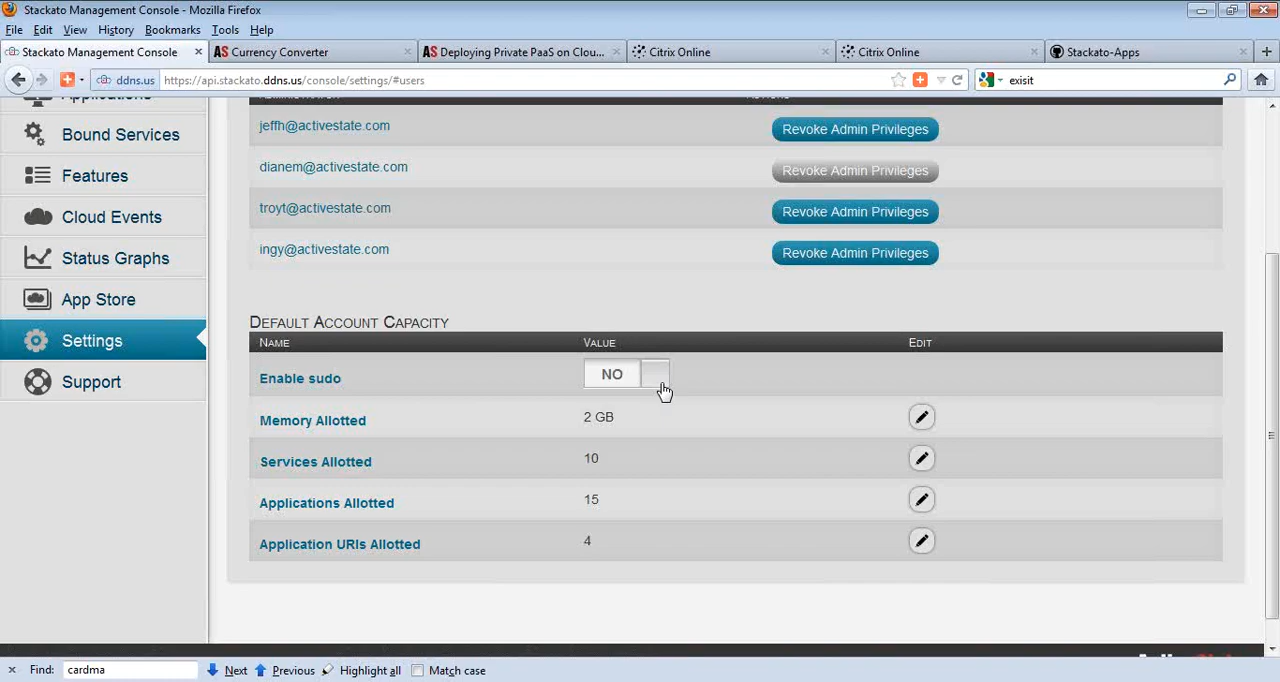 Stackato Management Console - Mozilla Firefox
File Edit View History Bookmarks Tools Help
Stackato Management Console
AS Currency Converter
AS Deploying Private PaaS on Clou...
Citrix Online
Citrix Online
Stackato-Apps
ddns.us https://api.stackato.ddns.us/console/settings/#users
exisit
Applications
Bound Services
Features
Cloud Events
Status Graphs
App Store
Settings
Support
jeffh@activestate.com Revoke Admin Privileges
dianem@activestate.com Revoke Admin Privileges
troyt@activestate.com Revoke Admin Privileges
ingy@activestate.com Revoke Admin Privileges
Default Account Capacity
Name Value Edit
Enable sudo NO
Memory Allotted 2 GB
Services Allotted 10
Applications Allotted 15
Application URIs Allotted 4
Find: cardma Next Previous Highlight all Match case